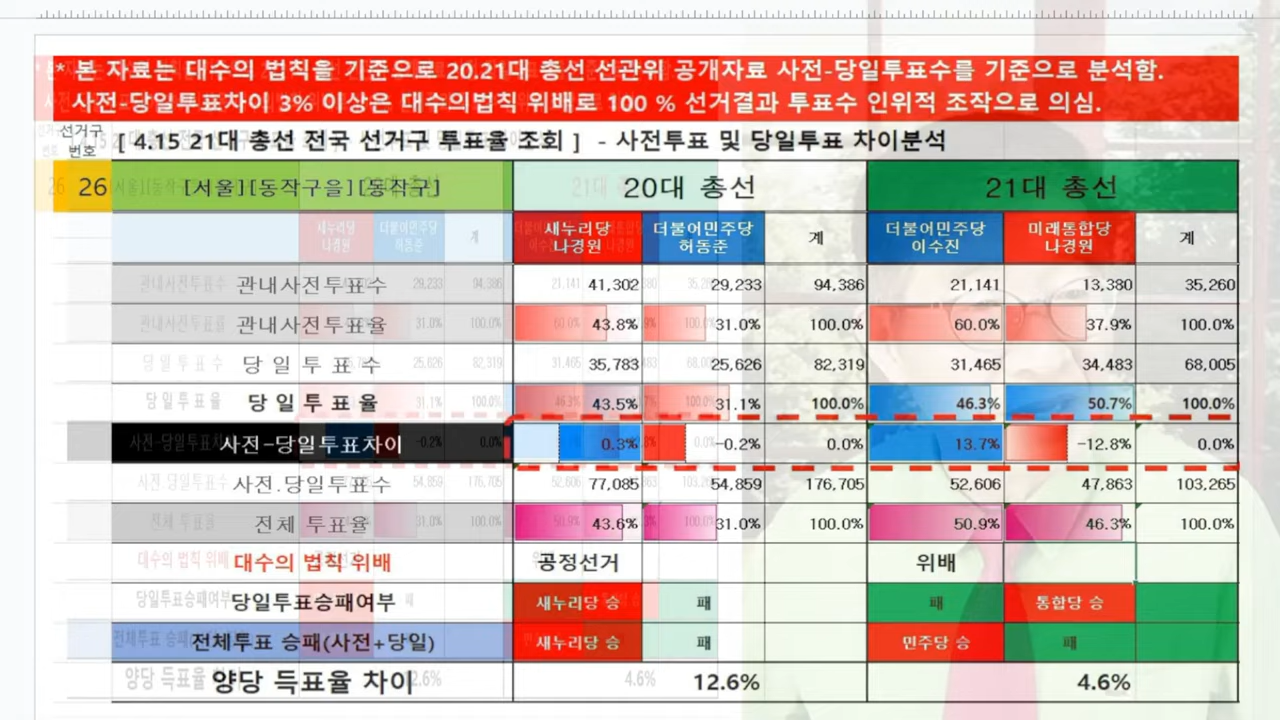 * 본 자료는 대수의 법칙을 기준으로 20.21대 총선 선관위 공개자료 사전-당일투표수를 기준으로 분석함.
사전-당일투표차이 3% 이상은 대수의법칙 위배로 100 % 선거결과 투표수 인위적 조작으로 의심.
선거구 번호 [ 4.15 21대 총선 전국 선거구 투표율 조회 ] - 사전투표 및 당일투표 차이분석
26 [서울][동작구을][동작구] 20대 총선 21대 총선
새누리당 나경원 더불어민주당 허동준 계 더불어민주당 이수진 미래통합당 나경원 계
관내사전투표수 41,302 29,233 94,386 21,141 13,380 35,260
관내사전투표율 43.8% 31.0% 100.0% 60.0% 37.9% 100.0%
당일투표수 35,783 25,626 82,319 31,465 34,483 68,005
당일투표율 43.5% 31.1% 100.0% 46.3% 50.7% 100.0%
사전-당일투표차이 0.3% -0.2% 0.0% 13.7% -12.8% 0.0%
사전.당일투표수 77,085 54,859 176,705 52,606 47,863 103,265
전체 투표율 43.6% 31.0% 100.0% 50.9% 46.3% 100.0%
대수의 법칙 위배 공정선거 위배
당일투표승패여부 새누리당 승 패 패 통합당 승
전체투표 승패(사전+당일) 새누리당 승 패 민주당 승 패
양당 득표율 차이 12.6% 4.6%